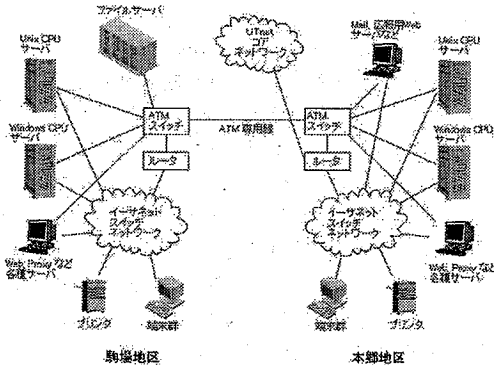 Unix CPU
サーバ
ファイルサーバ
UTnet
コア
ネットワーク
Mail, 広報用Web
サーバなど
Unix CPU
サーバ
ATM
スイッチ
ATM 専用線
ATM
スイッチ
Windows CPU
サーバ
ルータ
ルータ
Windows CPU
サーバ
イーサネット
スイッチ
ネットワーク
イーサネット
スイッチ
ネットワーク
Web, Proxy など
各種サーバ
Web, Proxy など
各種サーバ
プリンタ
端末群
端末群
プリンタ
駒場地区
本郷地区